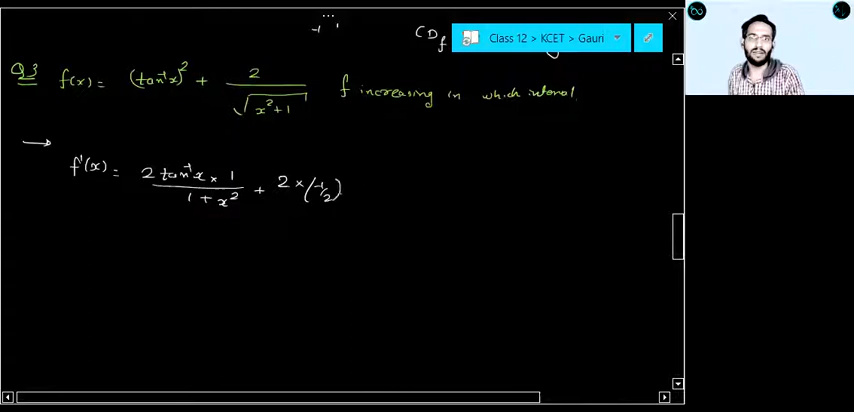 CD_f
Class 12 > KCET > Gauri
Q3 f(x) = (tan⁻¹x)² + 2/√(x²+1) f increasing in which interval.
→ f'(x) = 2 tan⁻¹x × 1/(1 + x²) + 2 × (-1/2)